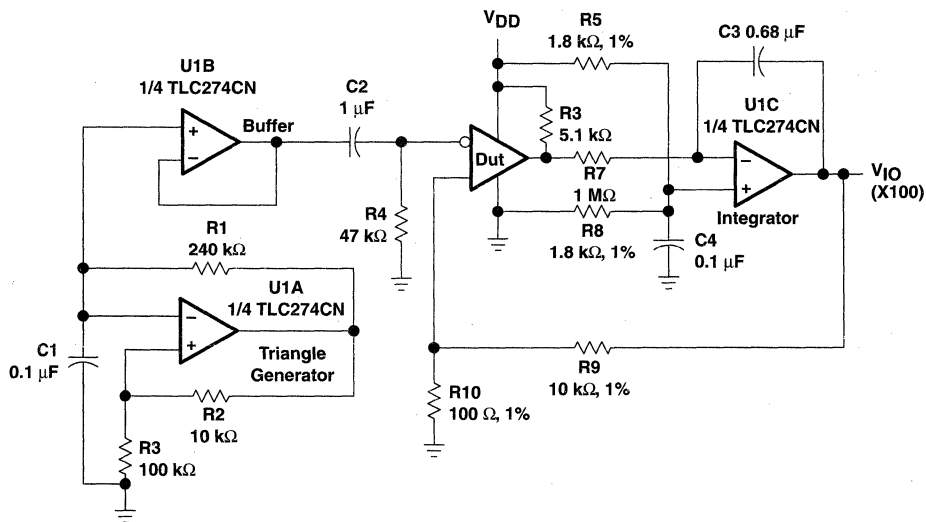 U1B
1/4 TLC274CN
Buffer
C2
1 μF
R4
47 kΩ
R1
240 kΩ
U1A
1/4 TLC274CN
Triangle
Generator
C1
0.1 μF
R2
10 kΩ
R3
100 kΩ
VDD
R5
1.8 kΩ, 1%
R3
5.1 kΩ
Dut
R7
1 MΩ
R8
1.8 kΩ, 1%
C3 0.68 μF
U1C
1/4 TLC274CN
Integrator
C4
0.1 μF
VIO
(X100)
R9
10 kΩ, 1%
R10
100 Ω, 1%